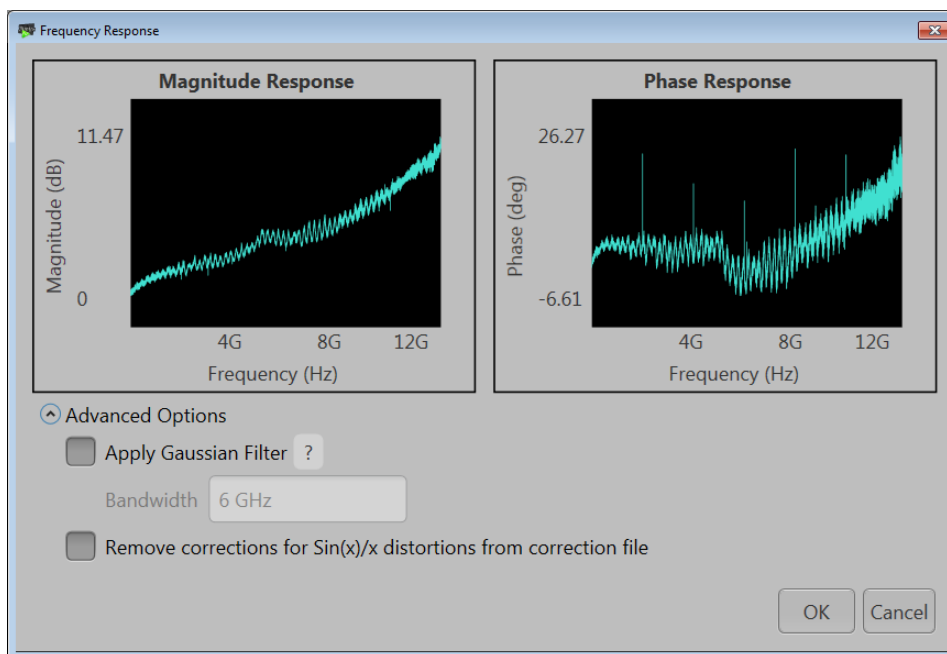 Frequency Response
Magnitude Response
11.47
Magnitude (dB)
0
4G 8G 12G
Frequency (Hz)
Phase Response
26.27
Phase (deg)
-6.61
4G 8G 12G
Frequency (Hz)
Advanced Options
Apply Gaussian Filter ?
Bandwidth 6 GHz
Remove corrections for Sin(x)/x distortions from correction file
OK Cancel